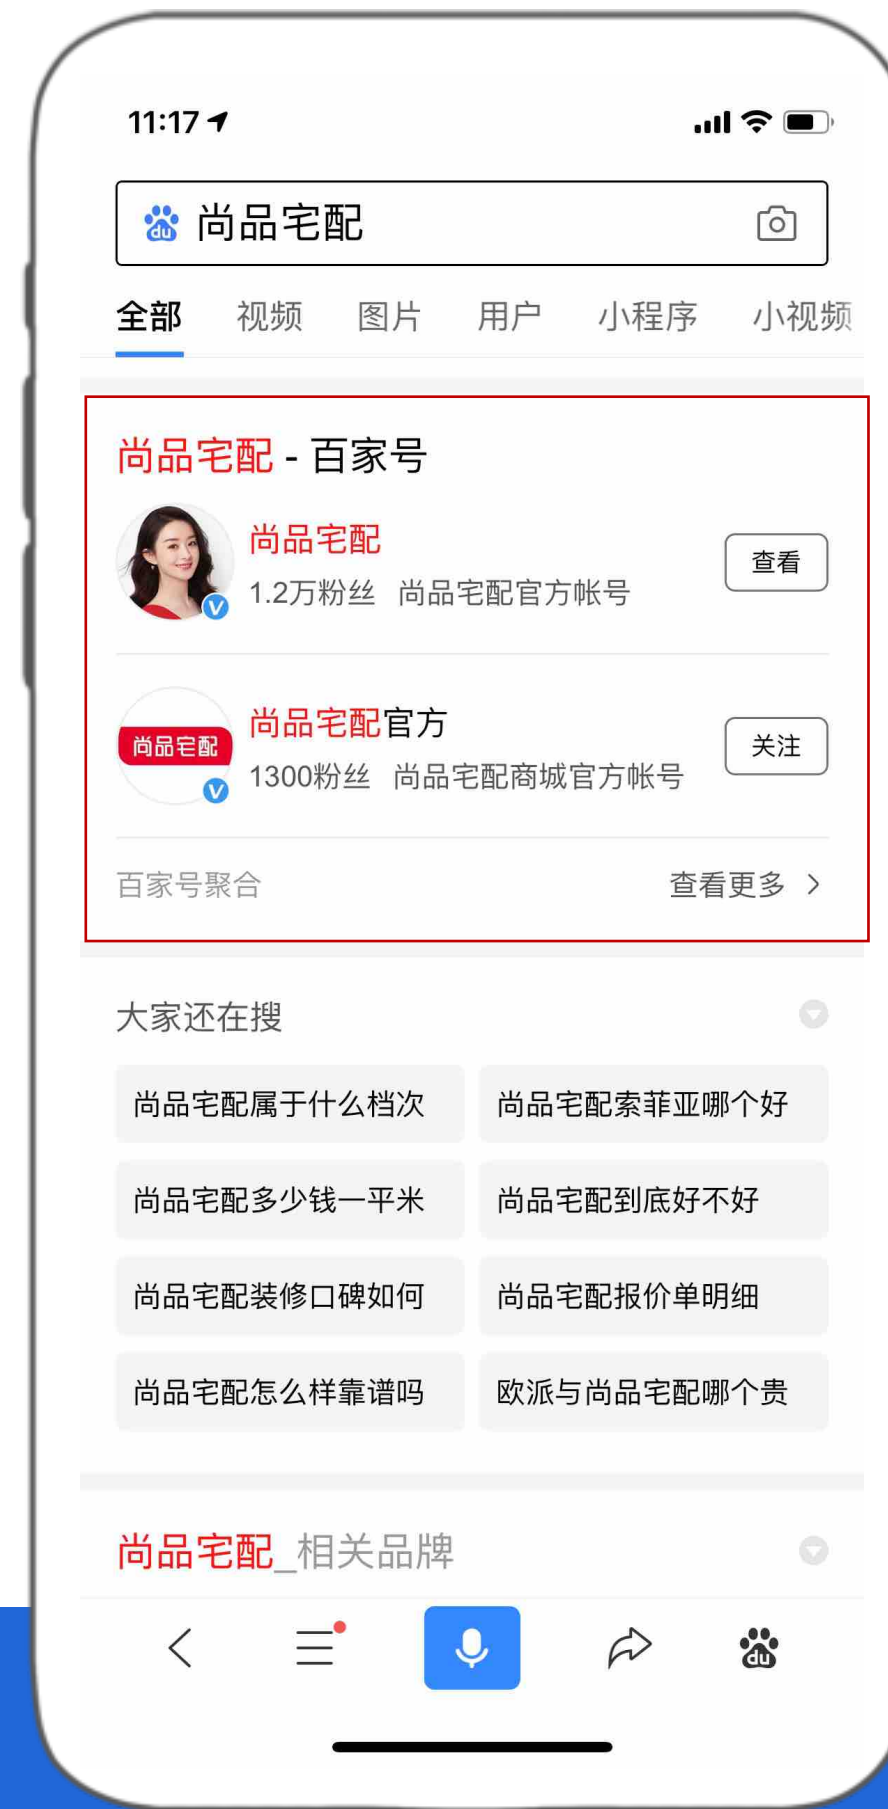 11:17
du 尚品宅配
全部 视频 图片 用户 小程序 小视频
尚品宅配 - 百家号
尚品宅配
1.2万粉丝 尚品宅配官方帐号
查看
尚品宅配
尚品宅配官方
1300粉丝 尚品宅配商城官方帐号
关注
百家号聚合 查看更多
大家还在搜
尚品宅配属于什么档次 尚品宅配索菲亚哪个好
尚品宅配多少钱一平米 尚品宅配到底好不好
尚品宅配装修口碑如何 尚品宅配报价单明细
尚品宅配怎么样靠谱吗 欧派与尚品宅配哪个贵
尚品宅配_相关品牌
du